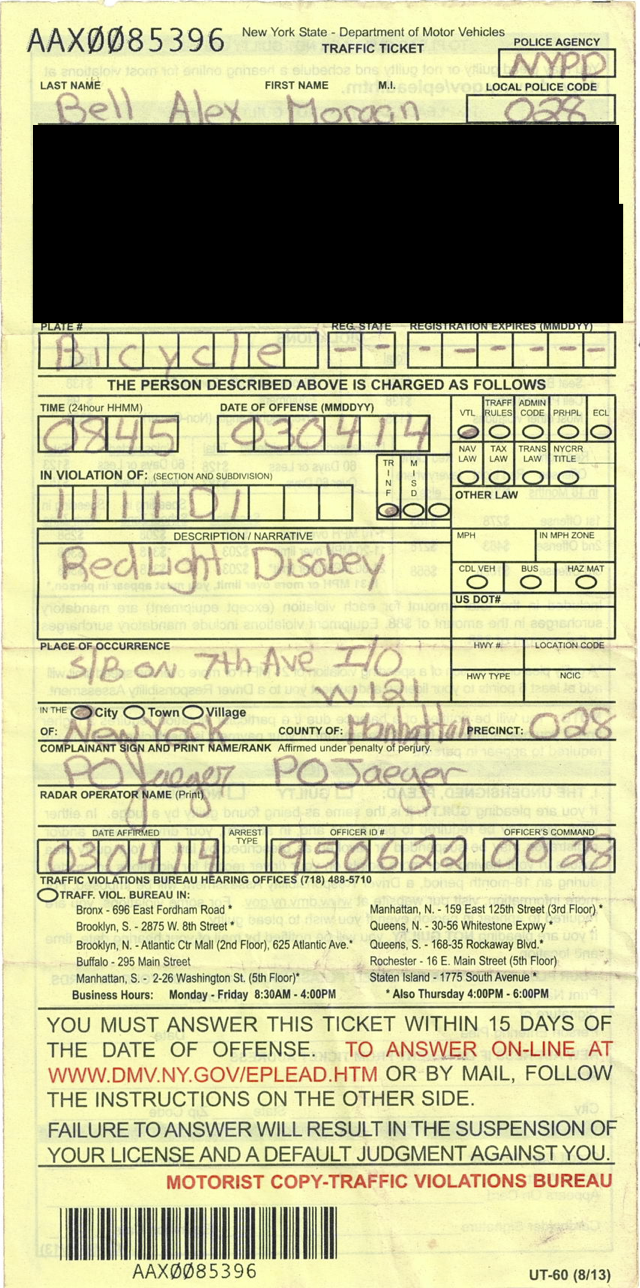 AAX0085396
New York State - Department of Motor Vehicles
TRAFFIC TICKET
POLICE AGENCY
NYPD
LAST NAME FIRST NAME M.I. LOCAL POLICE CODE
Bell Alex Morgan 028
PLATE # REG. STATE REGISTRATION EXPIRES (MMDDYY)
Bicycle -- - - - - - - -
THE PERSON DESCRIBED ABOVE IS CHARGED AS FOLLOWS
TIME (24hour HHMM) DATE OF OFFENSE (MMDDYY)
0845 030414
VTL TRAFF RULES ADMIN CODE PRHPL ECL
NAV LAW TAX LAW TRANS LAW NYCRR TITLE
IN VIOLATION OF: (SECTION AND SUBDIVISION)
1111D1
TRINF MISD
OTHER LAW
DESCRIPTION / NARRATIVE
Red Light Disobey
MPH IN MPH ZONE
CDL VEH BUS HAZ MAT
US DOT#
PLACE OF OCCURRENCE
S/B ON 7th Ave I/O
W 121
HWY # LOCATION CODE
HWY TYPE NCIC
IN THE City Town Village
OF: New York COUNTY OF: Manhattan PRECINCT: 028
COMPLAINANT SIGN AND PRINT NAME/RANK Affirmed under penalty of perjury.
PO Jaeger PO Jaeger
RADAR OPERATOR NAME (Print)
DATE AFFIRMED ARREST TYPE OFFICER ID # OFFICER'S COMMAND
030414 950622 0028
TRAFFIC VIOLATIONS BUREAU HEARING OFFICES (718) 488-5710
TRAFF. VIOL. BUREAU IN:
Bronx - 696 East Fordham Road *
Brooklyn, S. - 2875 W. 8th Street *
Brooklyn, N. - Atlantic Ctr Mall (2nd Floor), 625 Atlantic Ave.*
Buffalo - 295 Main Street
Manhattan, S. - 2-26 Washington St. (5th Floor)*
Manhattan, N. - 159 East 125th Street (3rd Floor) *
Queens, N. - 30-56 Whitestone Expwy *
Queens, S. - 168-35 Rockaway Blvd.*
Rochester - 16 E. Main Street (5th Floor)
Staten Island - 1775 South Avenue *
Business Hours: Monday - Friday 8:30AM - 4:00PM * Also Thursday 4:00PM - 6:00PM
YOU MUST ANSWER THIS TICKET WITHIN 15 DAYS OF
THE DATE OF OFFENSE. TO ANSWER ON-LINE AT
WWW.DMV.NY.GOV/EPLEAD.HTM OR BY MAIL, FOLLOW
THE INSTRUCTIONS ON THE OTHER SIDE.
FAILURE TO ANSWER WILL RESULT IN THE SUSPENSION OF
YOUR LICENSE AND A DEFAULT JUDGMENT AGAINST YOU.
MOTORIST COPY-TRAFFIC VIOLATIONS BUREAU
AAX0085396
UT-60 (8/13)